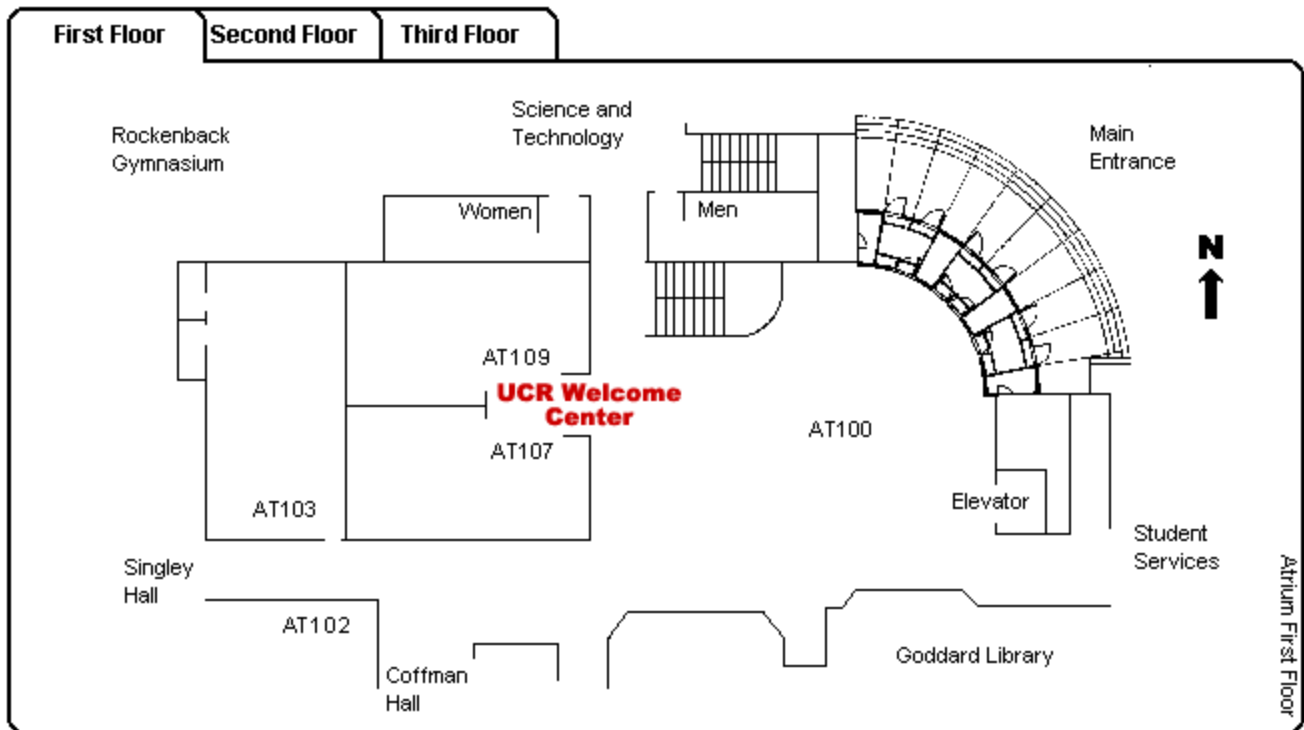 First Floor
Second Floor
Third Floor
Rockenback
Gymnasium
Science and
Technology
Main
Entrance
Women
Men
N
AT109
UCR Welcome
Center
AT107
AT100
AT103
Elevator
Student
Services
Singley
Hall
AT102
Coffman
Hall
Goddard Library
Atrium First Floor